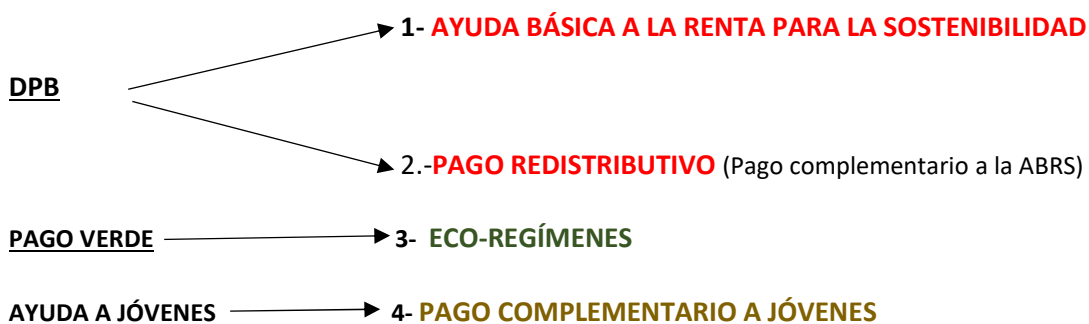 1- AYUDA BÁSICA A LA RENTA PARA LA SOSTENIBILIDAD
DPB
2.-PAGO REDISTRIBUTIVO (Pago complementario a la ABRS)
PAGO VERDE 3- ECO-REGÍMENES
AYUDA A JÓVENES 4- PAGO COMPLEMENTARIO A JÓVENES